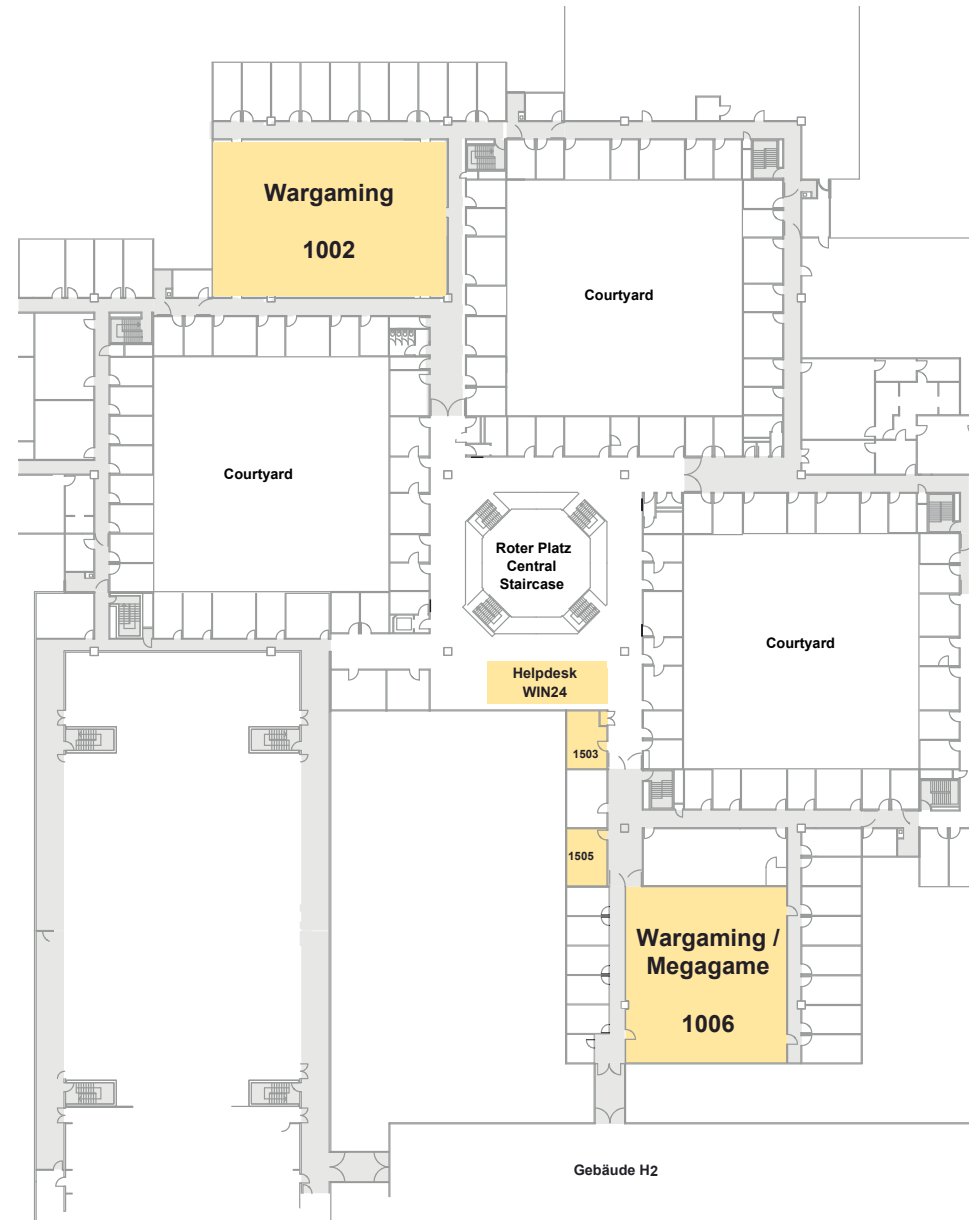 Wargaming
1002
Courtyard
Courtyard
Roter Platz
Central
Staircase
Courtyard
Helpdesk
WIN24
1503
1505
Wargaming /
Megagame
1006
Gebäude H2